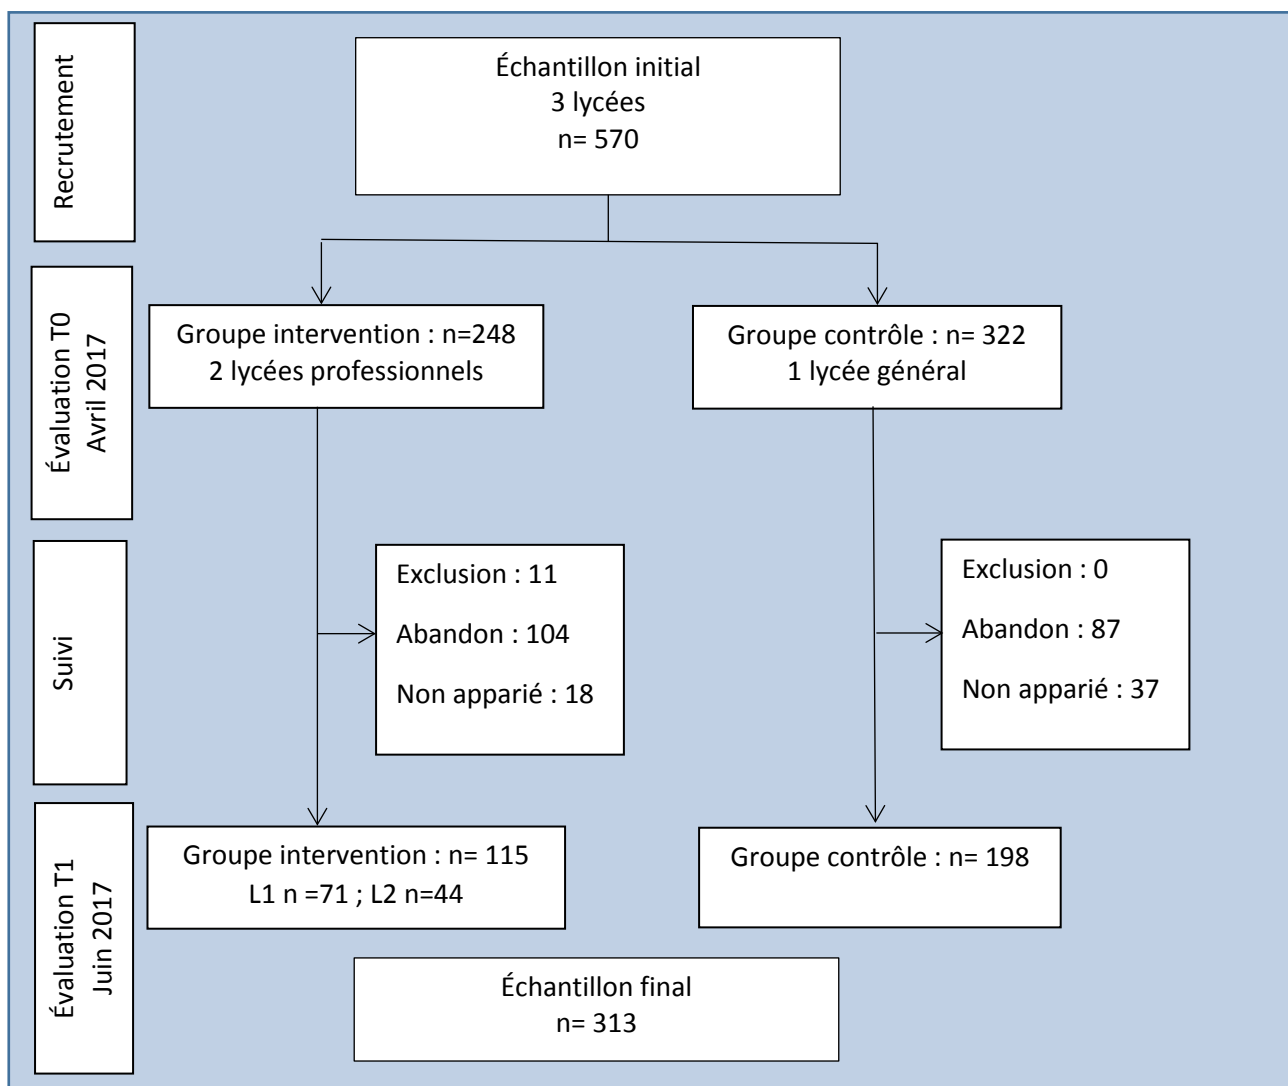 Recrutement
Échantillon initial
3 lycées
n= 570
Évaluation T0
Avril 2017
Groupe intervention : n=248
2 lycées professionnels
Groupe contrôle : n= 322
1 lycée général
Suivi
Exclusion : 11
Abandon : 104
Non apparié : 18
Exclusion : 0
Abandon : 87
Non apparié : 37
Évaluation T1
Juin 2017
Groupe intervention : n= 115
L1 n =71 ; L2 n=44
Groupe contrôle : n= 198
Échantillon final
n= 313